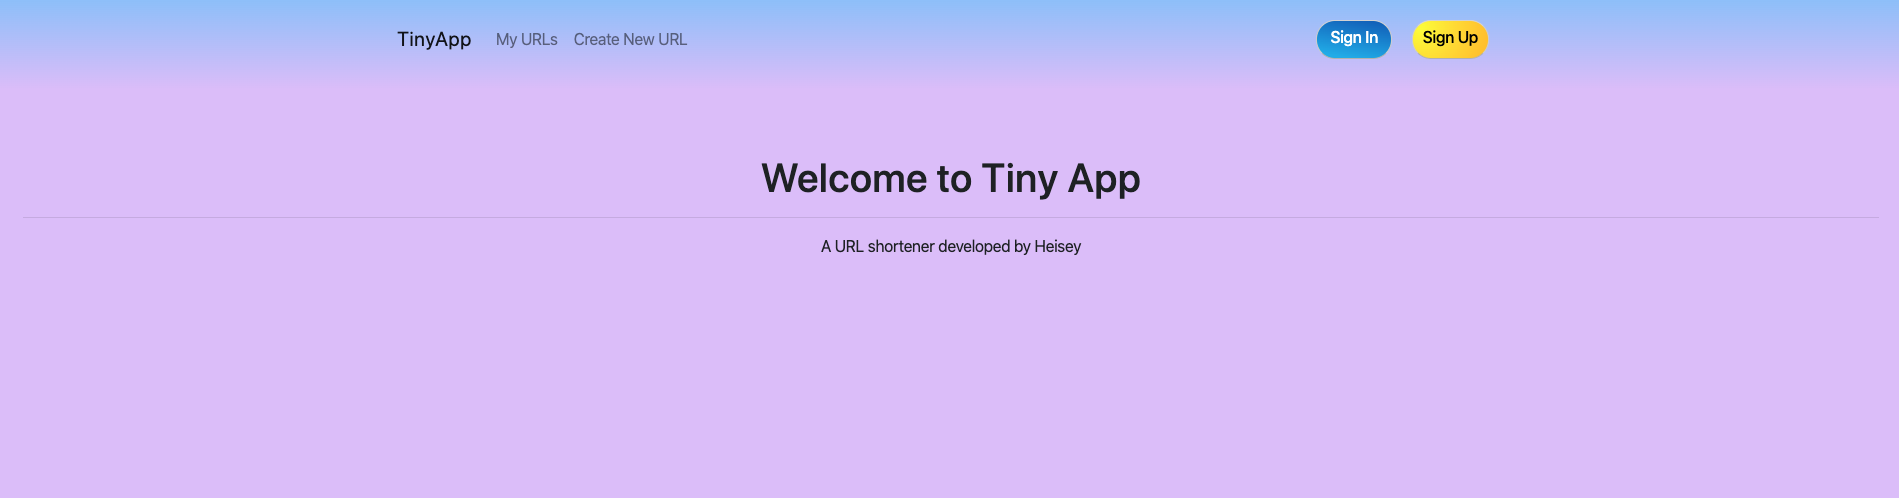 TinyApp My URLs Create New URL Sign In Sign Up
Welcome to Tiny App
A URL shortener developed by Heisey